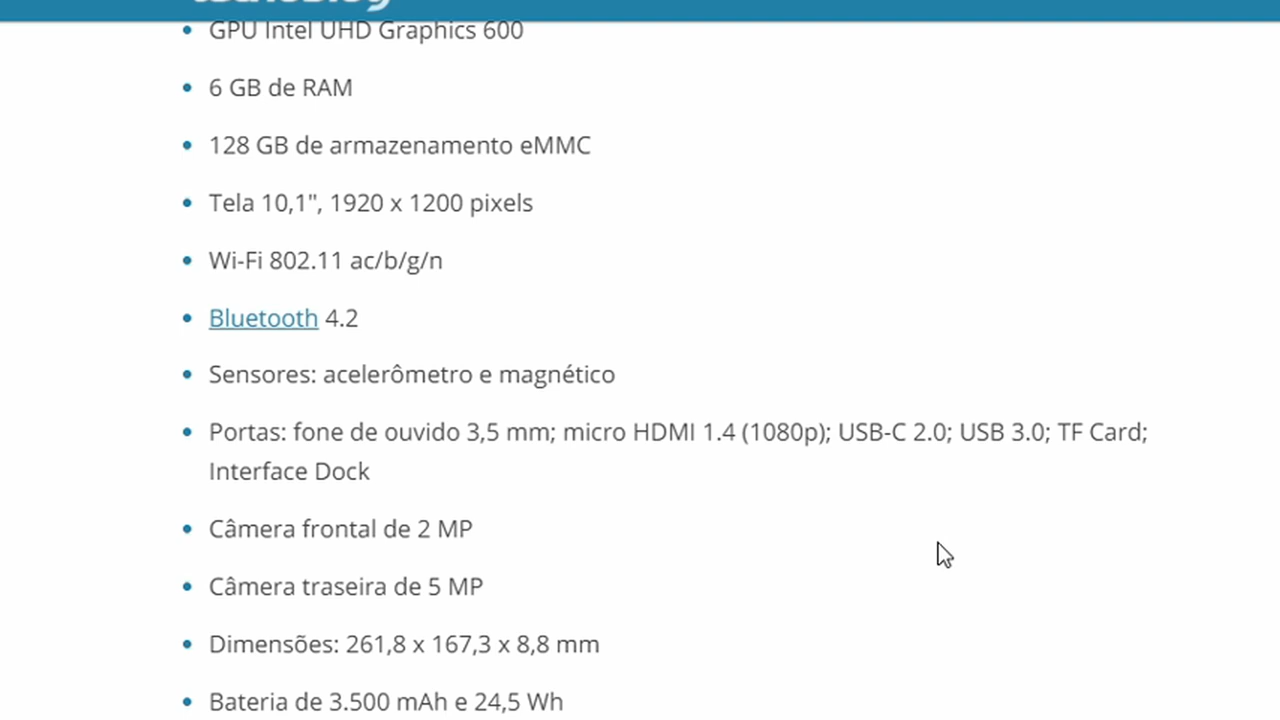 GPU Intel UHD Graphics 600
6 GB de RAM
128 GB de armazenamento eMMC
Tela 10,1", 1920 x 1200 pixels
Wi-Fi 802.11 ac/b/g/n
Bluetooth 4.2
Sensores: acelerômetro e magnético
Portas: fone de ouvido 3,5 mm; micro HDMI 1.4 (1080p); USB-C 2.0; USB 3.0; TF Card;
Interface Dock
Câmera frontal de 2 MP
Câmera traseira de 5 MP
Dimensões: 261,8 x 167,3 x 8,8 mm
Bateria de 3.500 mAh e 24,5 Wh